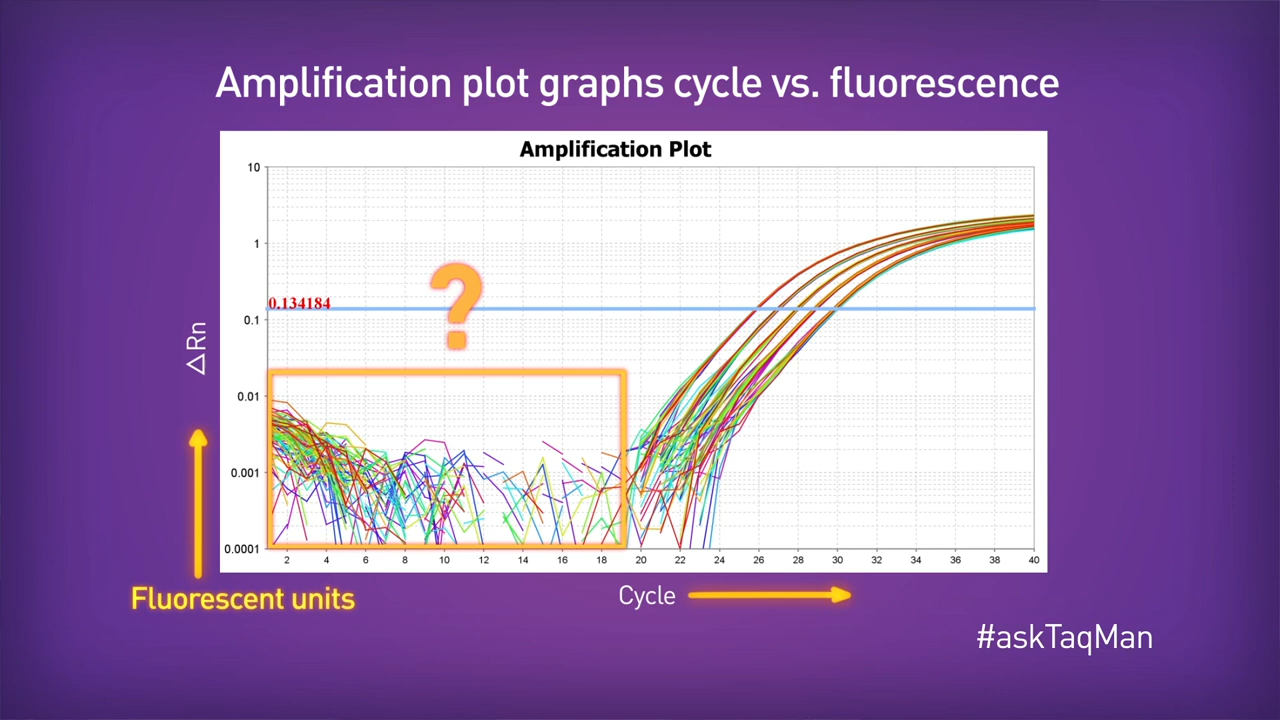 Amplification plot graphs cycle vs. fluorescence
Amplification Plot
10
1
0.134184
?
0.1
△Rn
0.01
0.001
0.0001
2 4 6 8 10 12 14 16 18 20 22 24 26 28 30 32 34 36 38 40
Fluorescent units
Cycle
#askTaqMan